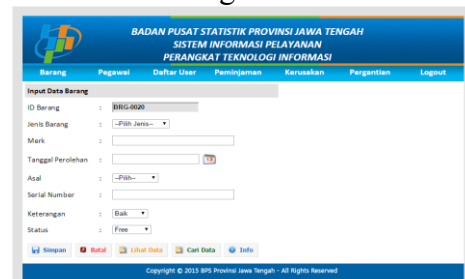 BADAN PUSAT STATISTIK PROVINSI JAWA TENGAH
SISTEM INFORMASI PELAYANAN
PERANGKAT TEKNOLOGI INFORMASI
Barang Pegawai Daftar User Peminjaman Kerusakan Pergantian Logout
Input Data Barang
ID Barang : BRG-0020
Jenis Barang : --Pilih Jenis--
Merk :
Tanggal Perolehan :
Asal : --Pilih--
Serial Number :
Keterangan : Baik
Status : Free
Simpan Batal Lihat Data Cari Data Info
Copyright © 2015 BPS Provinsi Jawa Tengah - All Rights Reserved